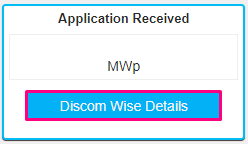 Application Received
MWp
Discom Wise Details